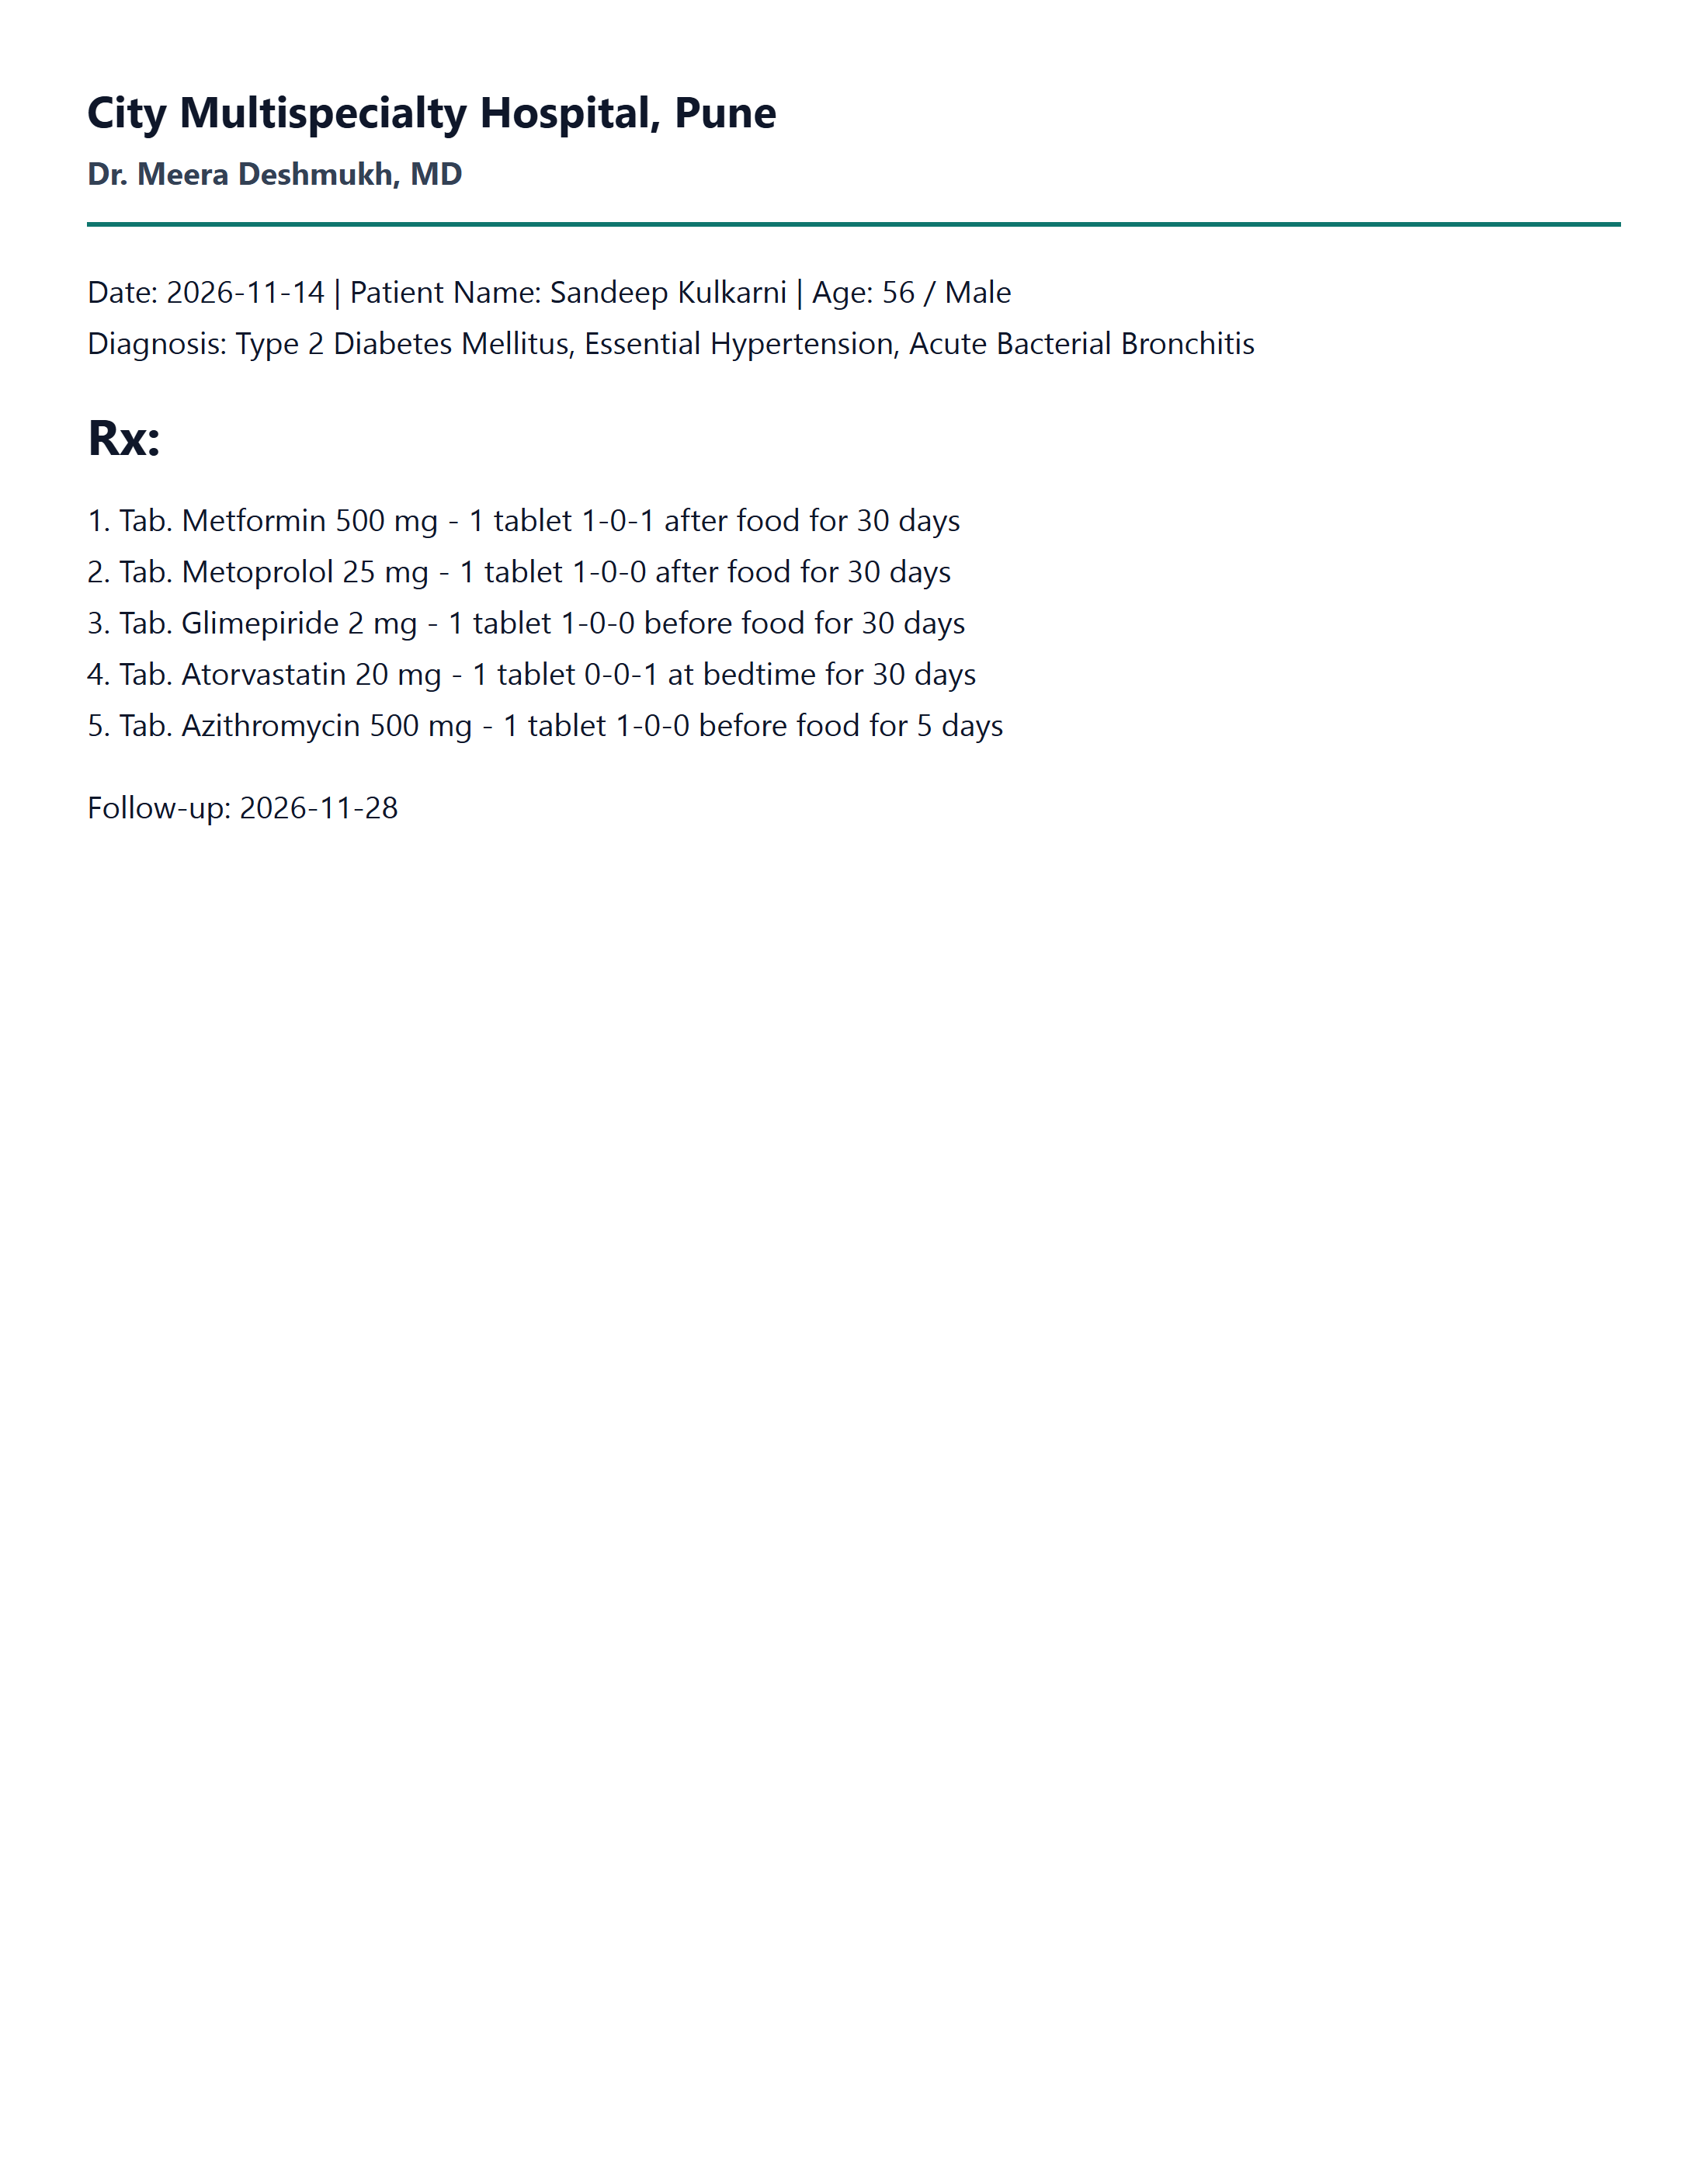 City Multispecialty Hospital, Pune
Dr. Meera Deshmukh, MD
Date: 2026-11-14 | Patient Name: Sandeep Kulkarni | Age: 56 / Male
Diagnosis: Type 2 Diabetes Mellitus, Essential Hypertension, Acute Bacterial Bronchitis
Rx:
1. Tab. Metformin 500 mg - 1 tablet 1-0-1 after food for 30 days
2. Tab. Metoprolol 25 mg - 1 tablet 1-0-0 after food for 30 days
3. Tab. Glimepiride 2 mg - 1 tablet 1-0-0 before food for 30 days
4. Tab. Atorvastatin 20 mg - 1 tablet 0-0-1 at bedtime for 30 days
5. Tab. Azithromycin 500 mg - 1 tablet 1-0-0 before food for 5 days
Follow-up: 2026-11-28